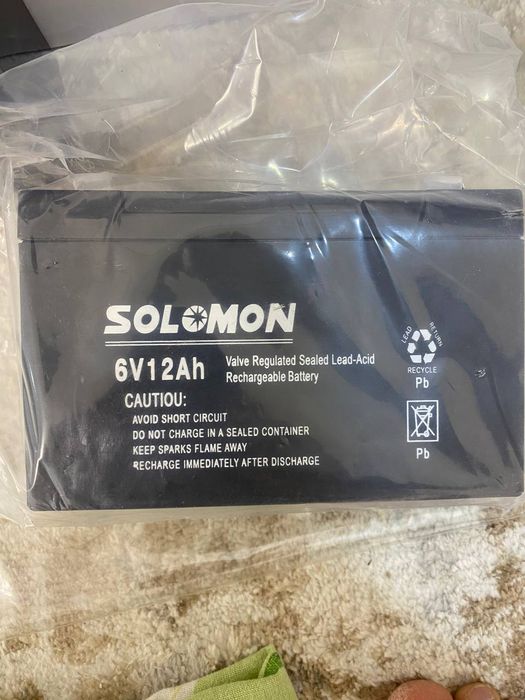 SOLOMON
6V12Ah
Valve Regulated Sealed Lead-Acid
Rechargeable Battery
CAUTIOU:
AVOID SHORT CIRCUIT
DO NOT CHARGE IN A SEALED CONTAINER
KEEP SPARKS FLAME AWAY
RECHARGE IMMEDIATELY AFTER DISCHARGE
LEAD RETURN
RECYCLE
Pb
Pb